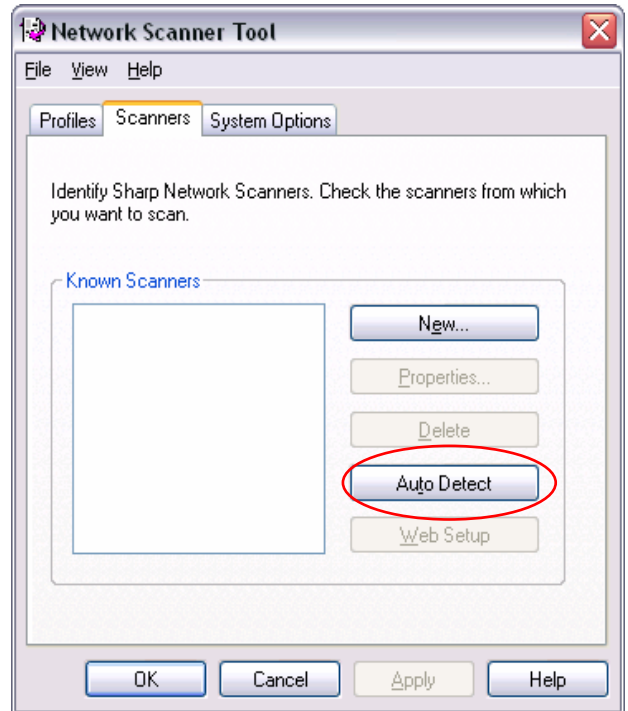 Network Scanner Tool
File View Help
Profiles Scanners System Options
Identify Sharp Network Scanners. Check the scanners from which
you want to scan.
Known Scanners
New...
Properties...
Delete
Auto Detect
Web Setup
OK Cancel Apply Help